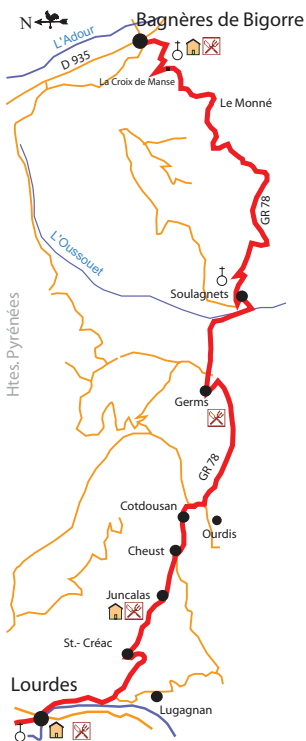 N
Bagnères de Bigorre
L'Adour
D 935
La Croix de Manse
Le Monné
GR 78
L'Oussouet
Soulagnets
Htes. Pyrénées
Germs
GR 78
Cotdousan
Ourdis
Cheust
Juncalas
St.- Créac
Lourdes
Lugagnan